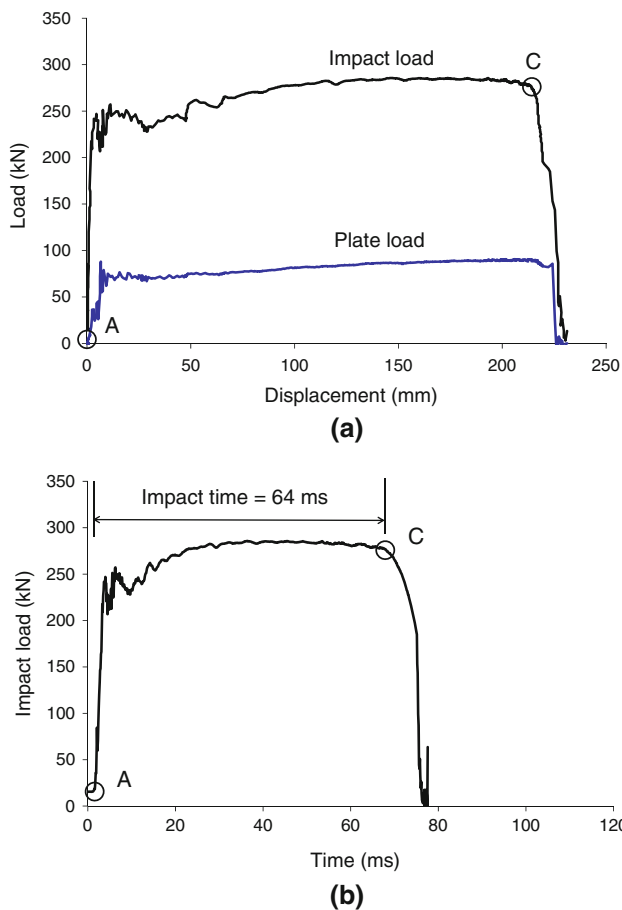 350
300
250
200
150
100
50
0
Load (kN)
Impact load
C
Plate load
A
0 50 100 150 200 250
Displacement (mm)
(a)
350
300
250
200
150
100
50
0
Impact load (kN)
Impact time = 64 ms
C
A
0 20 40 60 80 100 120
Time (ms)
(b)